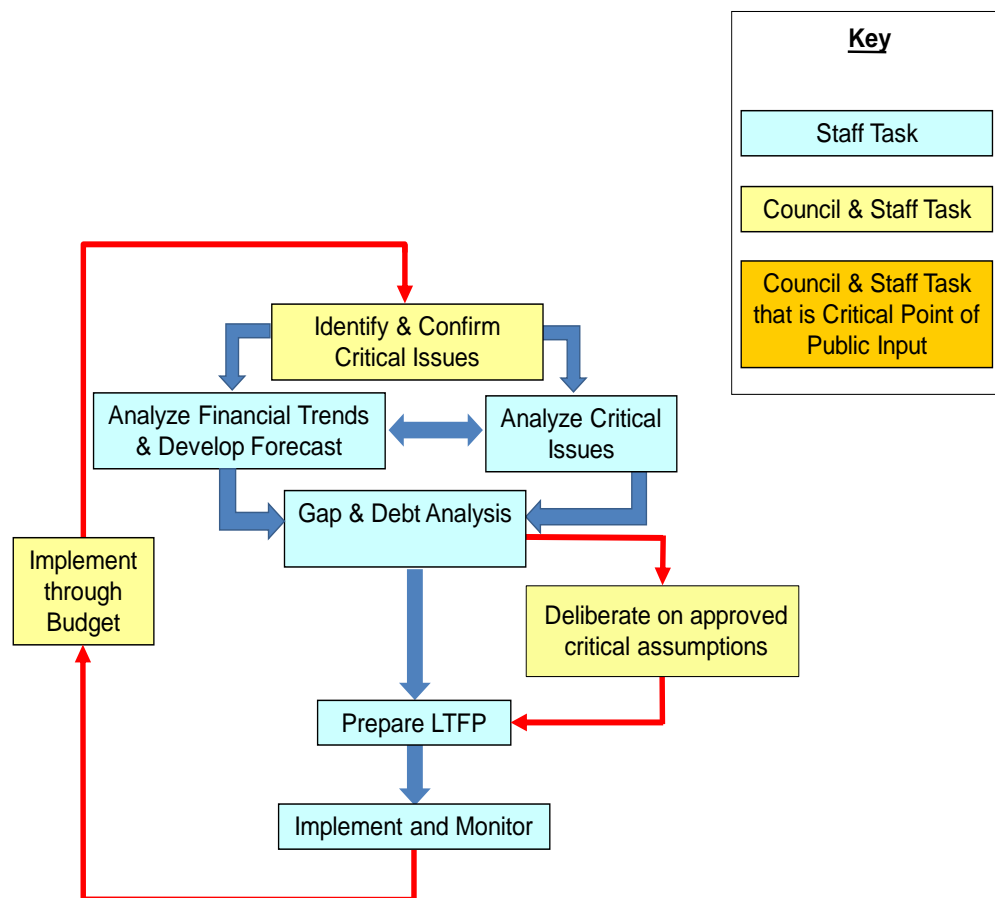 Key
Staff Task
Council & Staff Task
Council & Staff Task
that is Critical Point of
Public Input
Identify & Confirm
Critical Issues
Analyze Financial Trends
& Develop Forecast
Analyze Critical
Issues
Gap & Debt Analysis
Implement
through
Budget
Deliberate on approved
critical assumptions
Prepare LTFP
Implement and Monitor